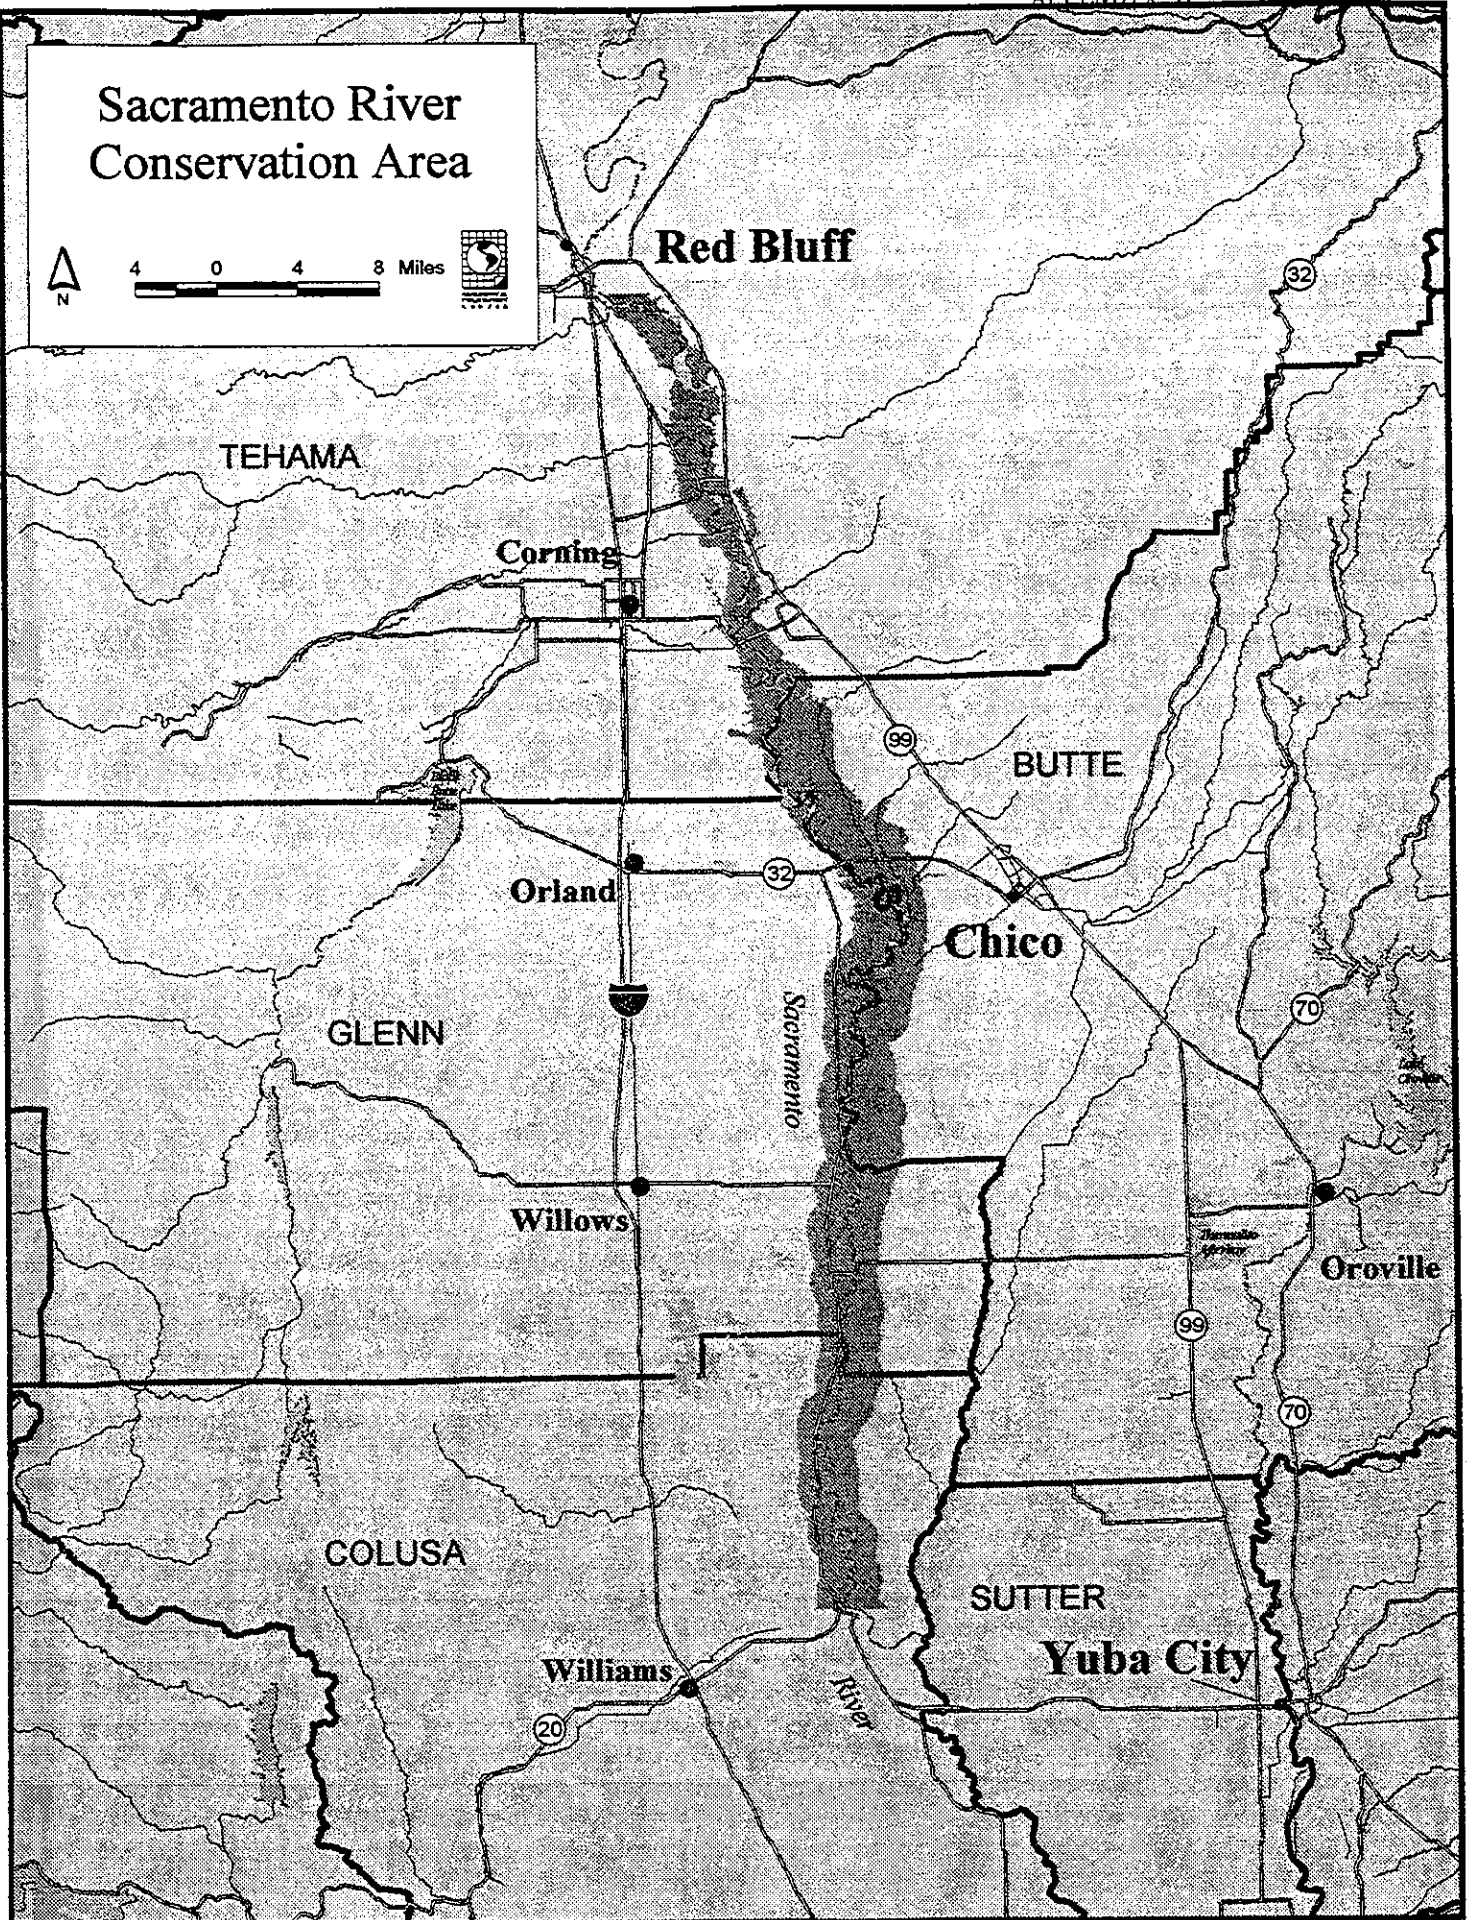 Sacramento River
Conservation Area
N
4 0 4 8 Miles
Red Bluff
32
TEHAMA
Corning
99
BUTTE
32
Orland
Chico
Sacramento
70
GLENN
Willows
Oroville
99
70
COLUSA
SUTTER
Yuba City
Williams
River
20